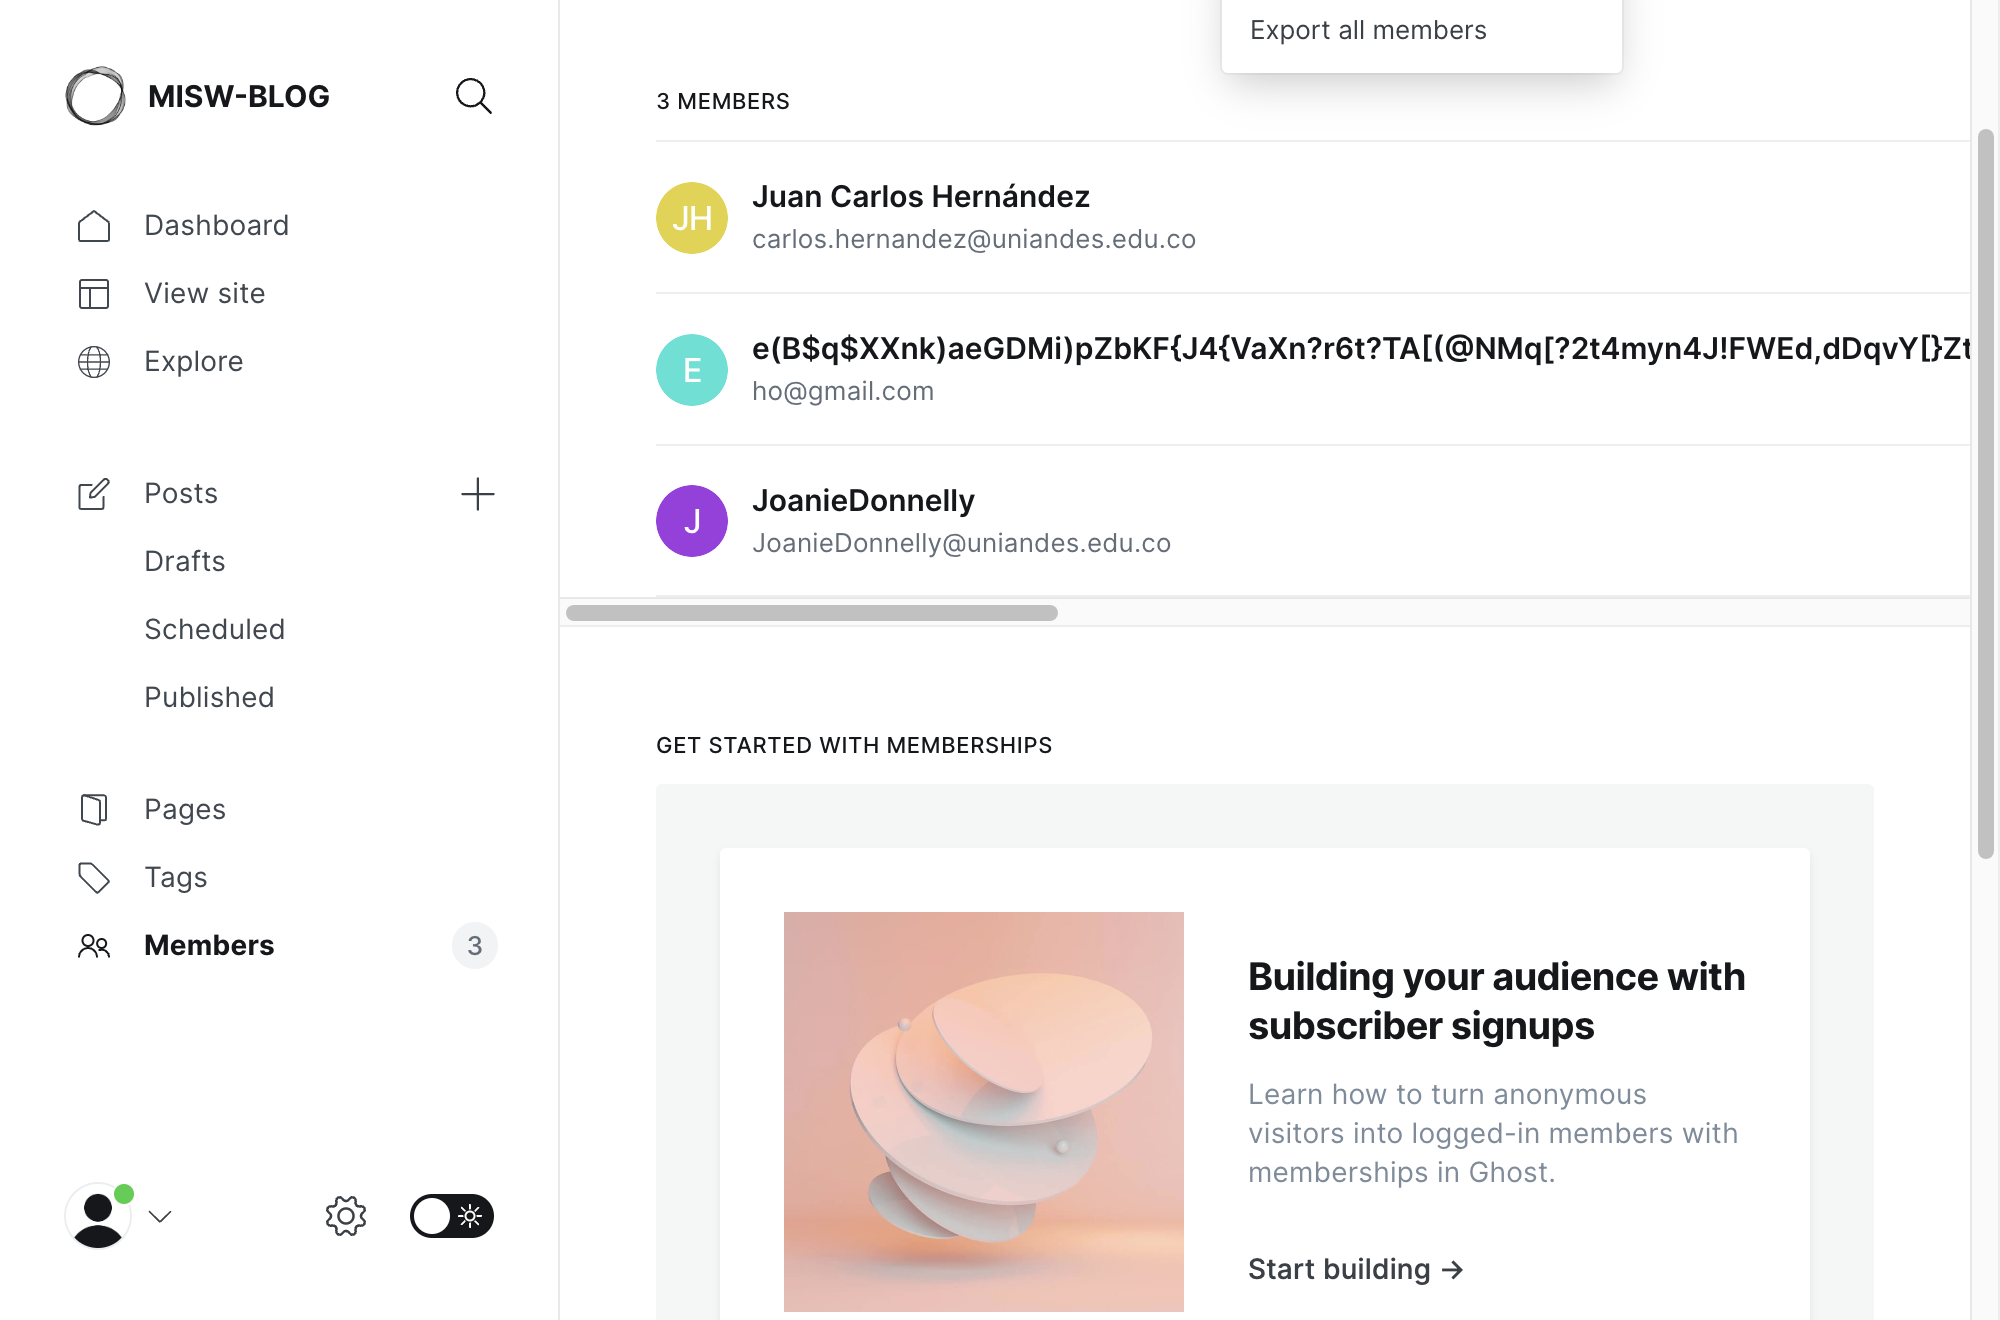 MISW-BLOG
Dashboard
View site
Explore
Posts
Drafts
Scheduled
Published
Pages
Tags
Members
3
Export all members
3 MEMBERS
JH
Juan Carlos Hernández
carlos.hernandez@uniandes.edu.co
E
e(B$q$XXnk)aeGDMi)pZbKF{J4{VaXn?r6t?TA[(@NMq[?2t4myn4J!FWEd,dDqvY[}Zt
ho@gmail.com
J
JoanieDonnelly
JoanieDonnelly@uniandes.edu.co
GET STARTED WITH MEMBERSHIPS
Building your audience with
subscriber signups
Learn how to turn anonymous
visitors into logged-in members with
memberships in Ghost.
Start building →